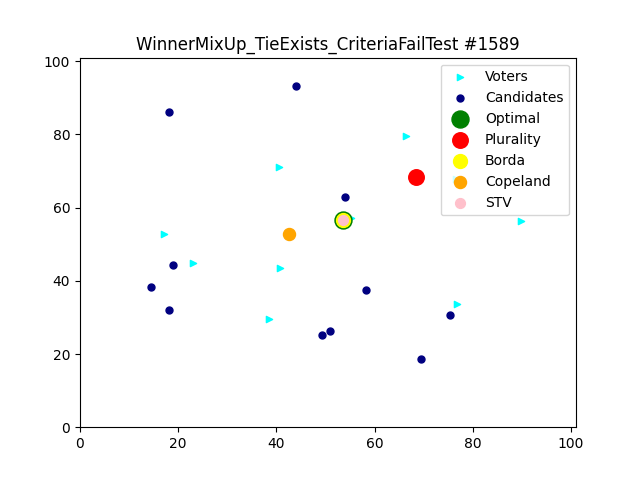 WinnerMixUp_TieExists_CriteriaFailTest #1589
100
80
60
40
20
0
0
20
40
60
80
100
Voters
Candidates
Optimal
Plurality
Borda
Copeland
STV